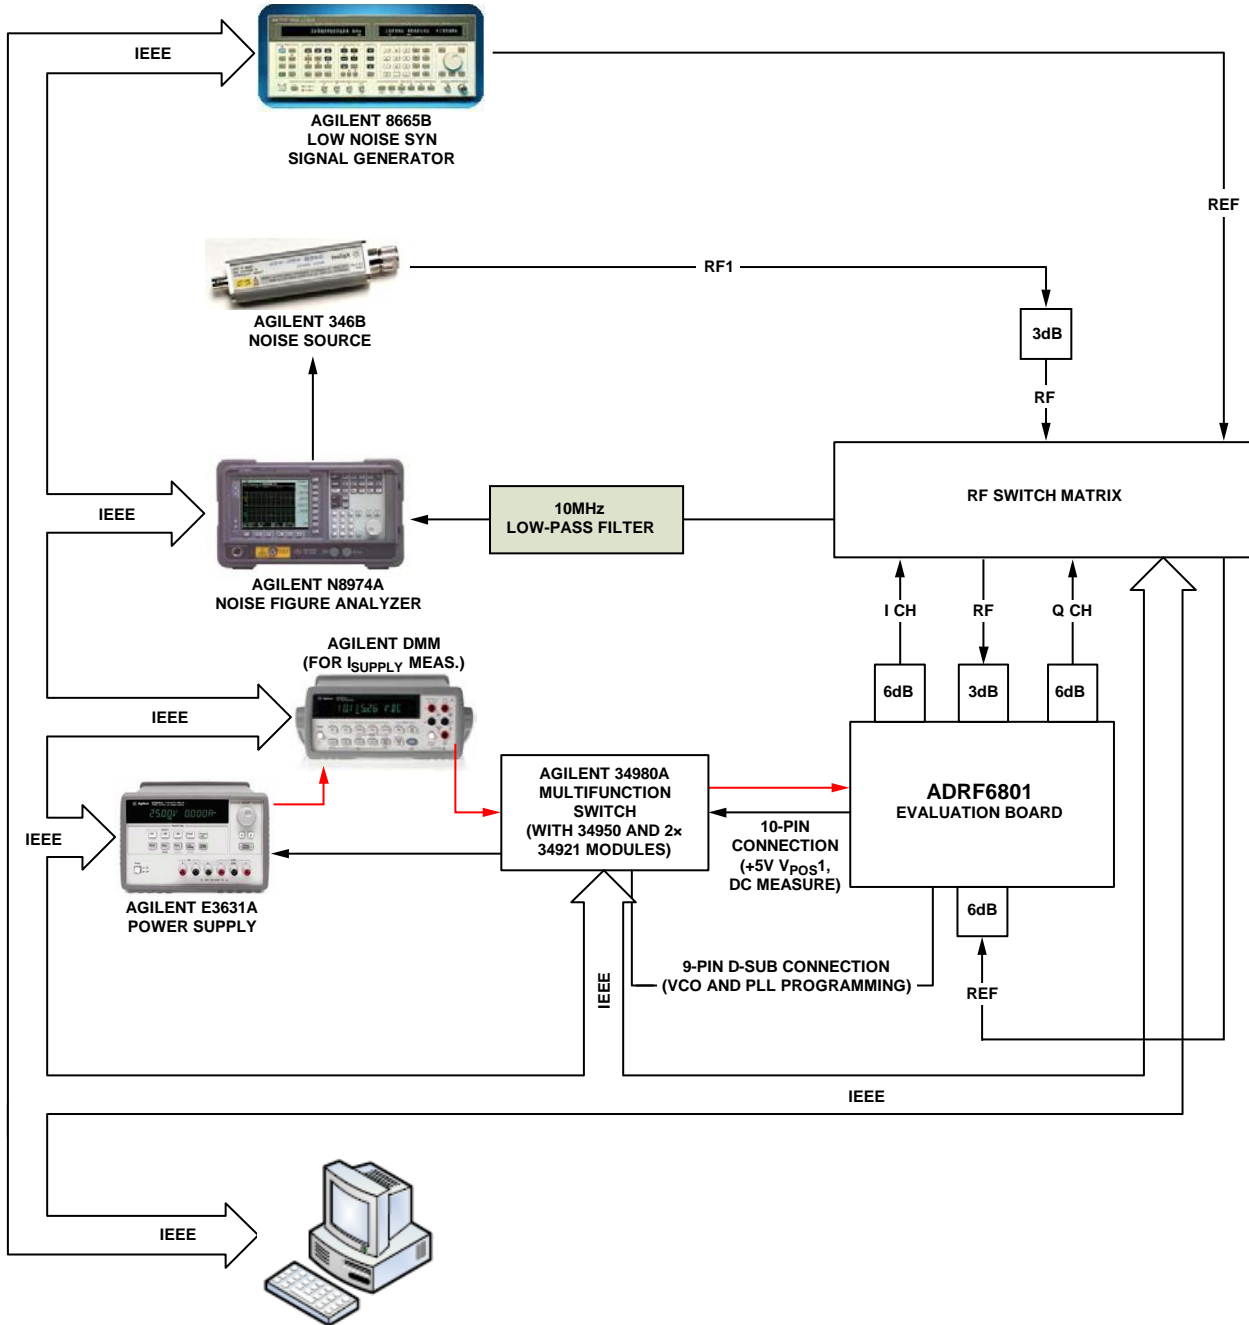 IEEE
AGILENT 8665B
LOW NOISE SYN
SIGNAL GENERATOR
REF
RF1
AGILENT 346B
NOISE SOURCE
3dB
RF
IEEE
10MHz
LOW-PASS FILTER
RF SWITCH MATRIX
AGILENT N8974A
NOISE FIGURE ANALYZER
I CH
RF
Q CH
AGILENT DMM
(FOR ISUPPLY MEAS.)
6dB
3dB
6dB
IEEE
AGILENT 34980A
MULTIFUNCTION
SWITCH
(WITH 34950 AND 2×
34921 MODULES)
ADRF6801
EVALUATION BOARD
10-PIN
CONNECTION
(+5V VPOS1,
DC MEASURE)
IEEE
AGILENT E3631A
POWER SUPPLY
6dB
9-PIN D-SUB CONNECTION
(VCO AND PLL PROGRAMMING)
IEEE
REF
IEEE
IEEE